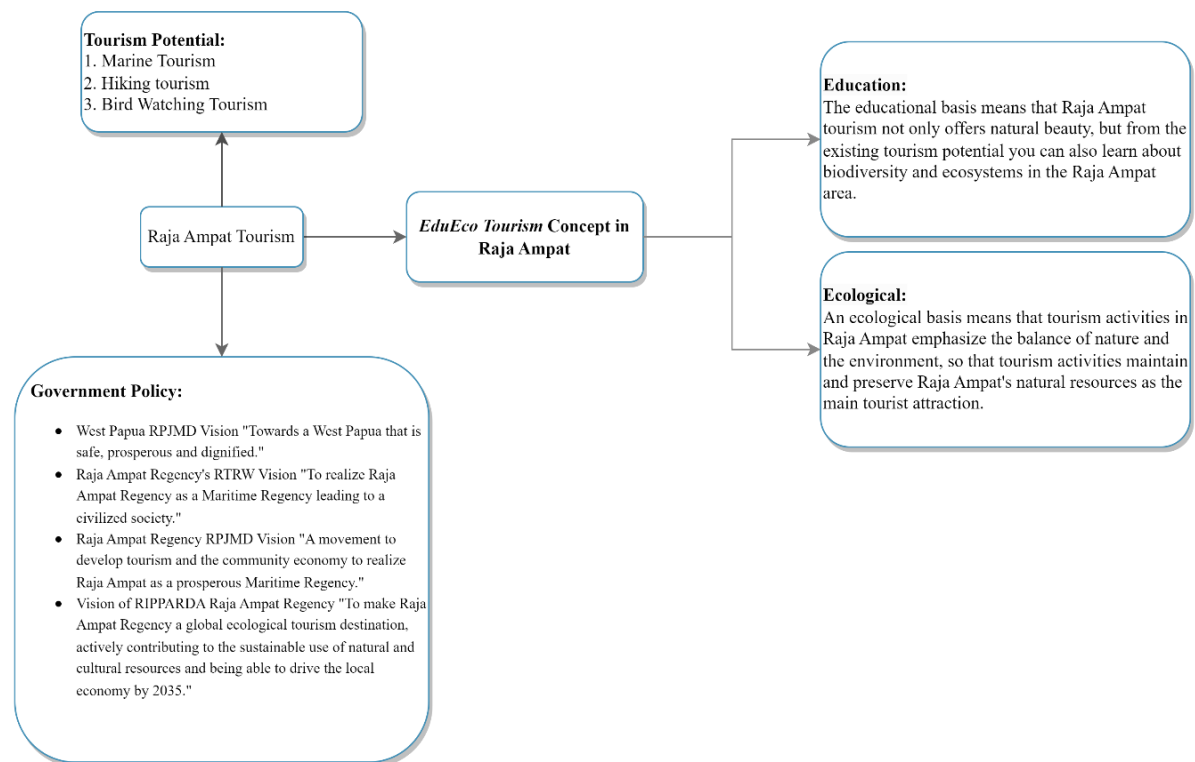 Tourism Potential:
1. Marine Tourism
2. Hiking tourism
3. Bird Watching Tourism
Raja Ampat Tourism
EduEco Tourism Concept in
Raja Ampat
Education:
The educational basis means that Raja Ampat
tourism not only offers natural beauty, but from the
existing tourism potential you can also learn about
biodiversity and ecosystems in the Raja Ampat
area.
Ecological:
An ecological basis means that tourism activities in
Raja Ampat emphasize the balance of nature and
the environment, so that tourism activities maintain
and preserve Raja Ampat's natural resources as the
main tourist attraction.
Government Policy:
• West Papua RPJMD Vision "Towards a West Papua that is
safe, prosperous and dignified."
• Raja Ampat Regency's RTRW Vision "To realize Raja
Ampat Regency as a Maritime Regency leading to a
civilized society."
• Raja Ampat Regency RPJMD Vision "A movement to
develop tourism and the community economy to realize
Raja Ampat as a prosperous Maritime Regency."
• Vision of RIPPARDA Raja Ampat Regency "To make Raja
Ampat Regency a global ecological tourism destination,
actively contributing to the sustainable use of natural and
cultural resources and being able to drive the local
economy by 2035."